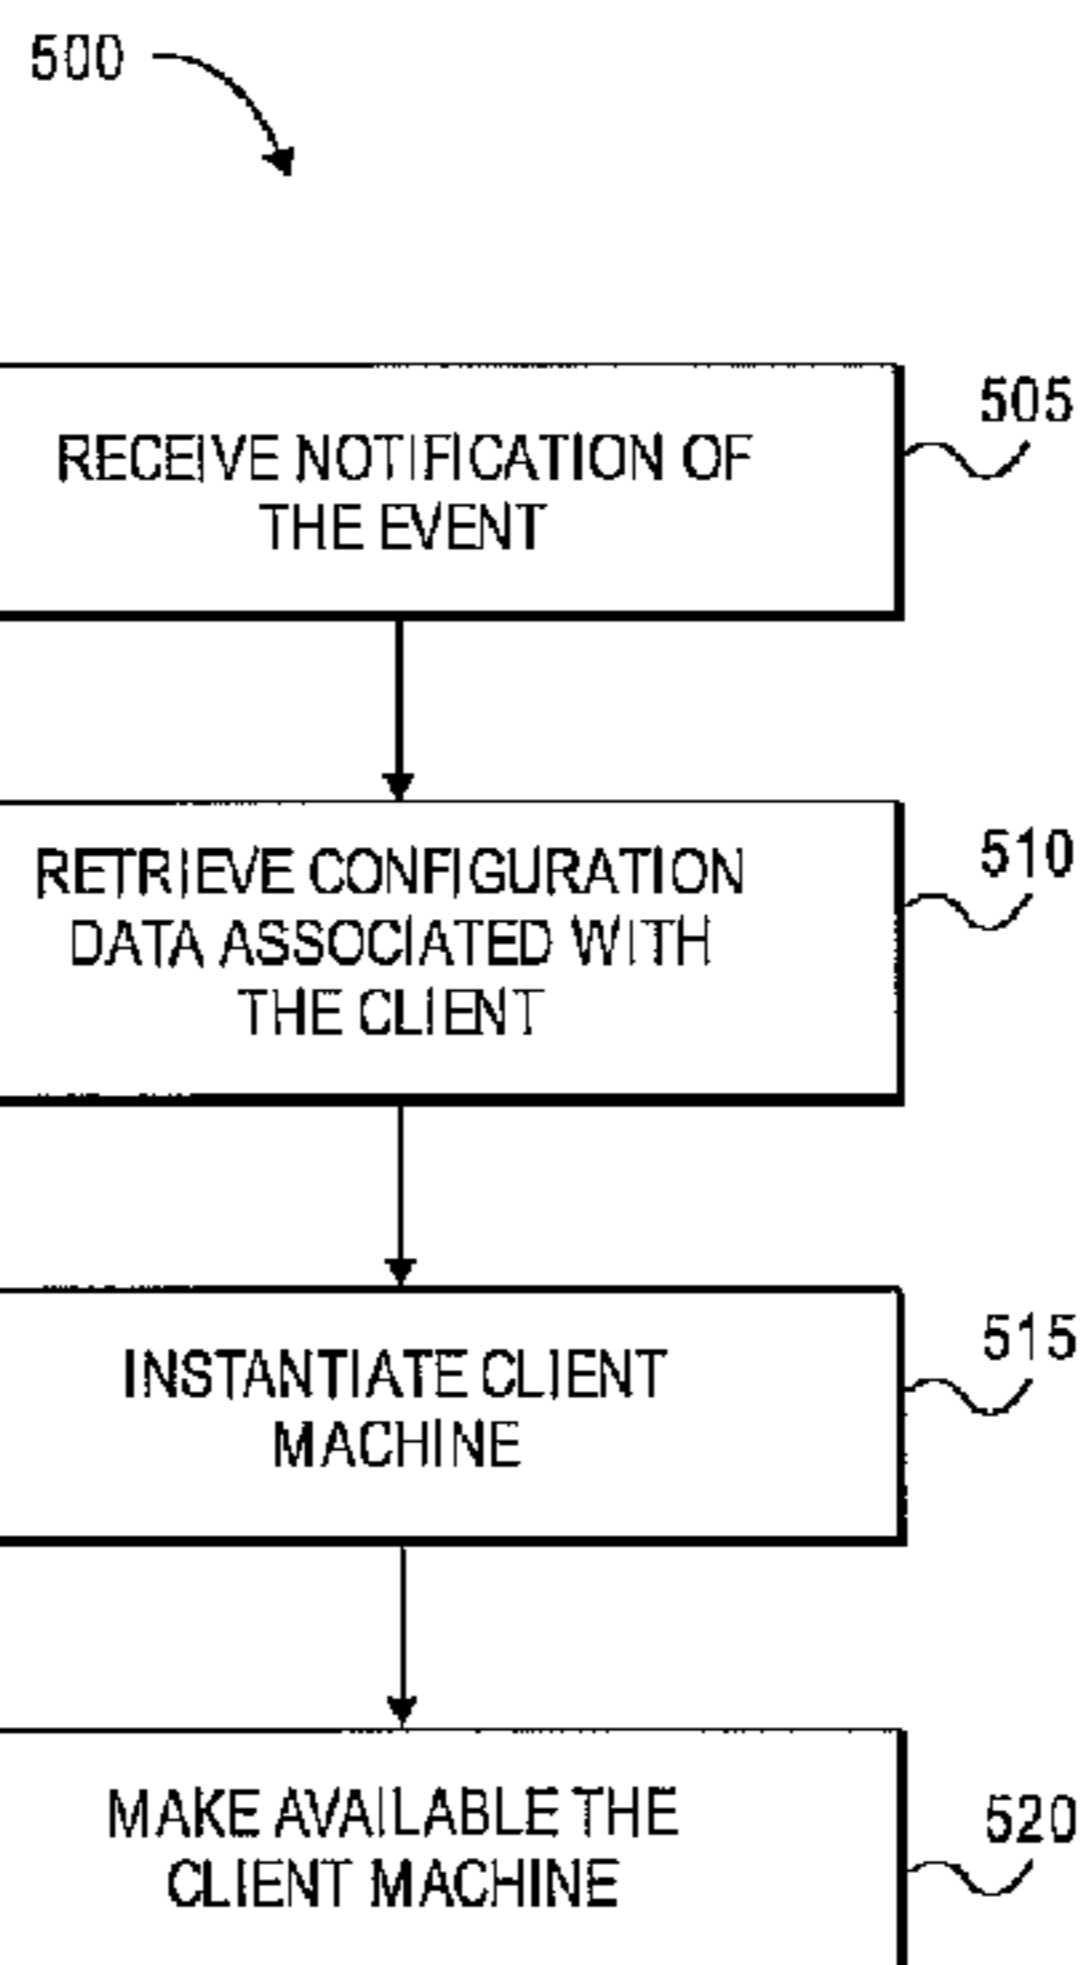 500
505
RECEIVE NOTIFICATION OF
THE EVENT
510
RETRIEVE CONFIGURATION
DATA ASSOCIATED WITH
THE CLIENT
515
INSTANTIATE CLIENT
MACHINE
520
MAKE AVAILABLE THE
CLIENT MACHINE